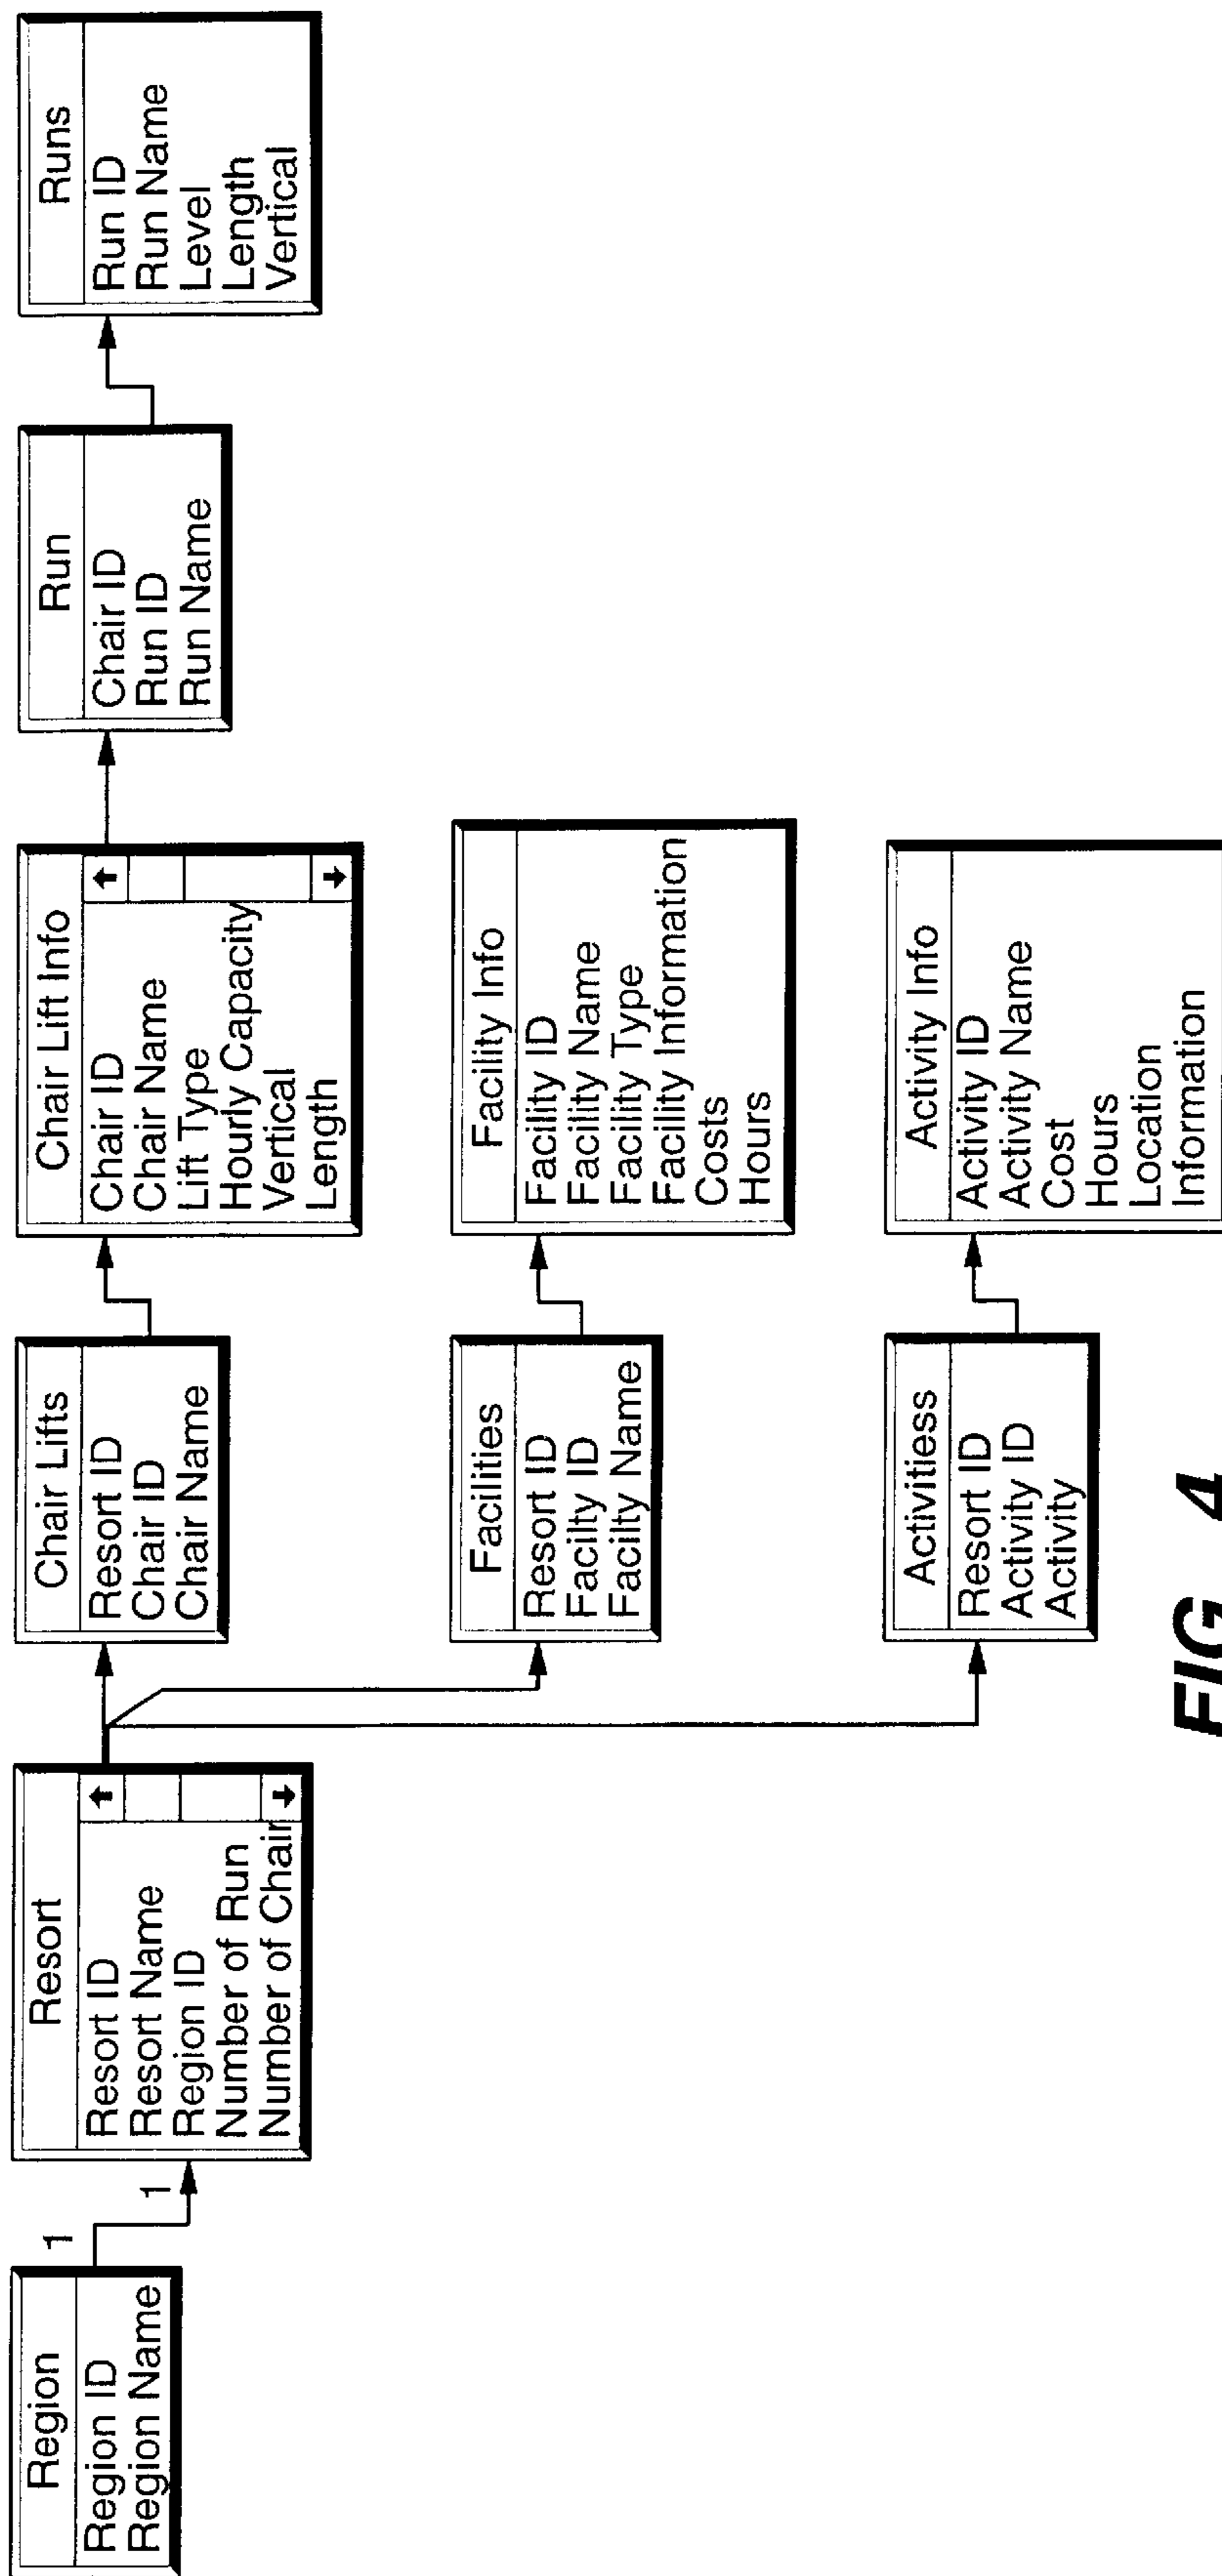 Region
Region ID
Region Name
1
1
Resort
Resort ID
Resort Name
Region ID
Number of Run
Number of Chair
Chair Lifts
Resort ID
Chair ID
Chair Name
Chair Lift Info
Chair ID
Chair Name
Lift Type
Hourly Capacity
Vertical
Length
Run
Chair ID
Run ID
Run Name
Runs
Run ID
Run Name
Level
Length
Vertical
Facilities
Resort ID
Facilty ID
Facilty Name
Facility Info
Facility ID
Facility Name
Facility Type
Facility Information
Costs
Hours
Activitiess
Resort ID
Activity ID
Activity
Activity Info
Activity ID
Activity Name
Cost
Hours
Location
Information
FIG_4